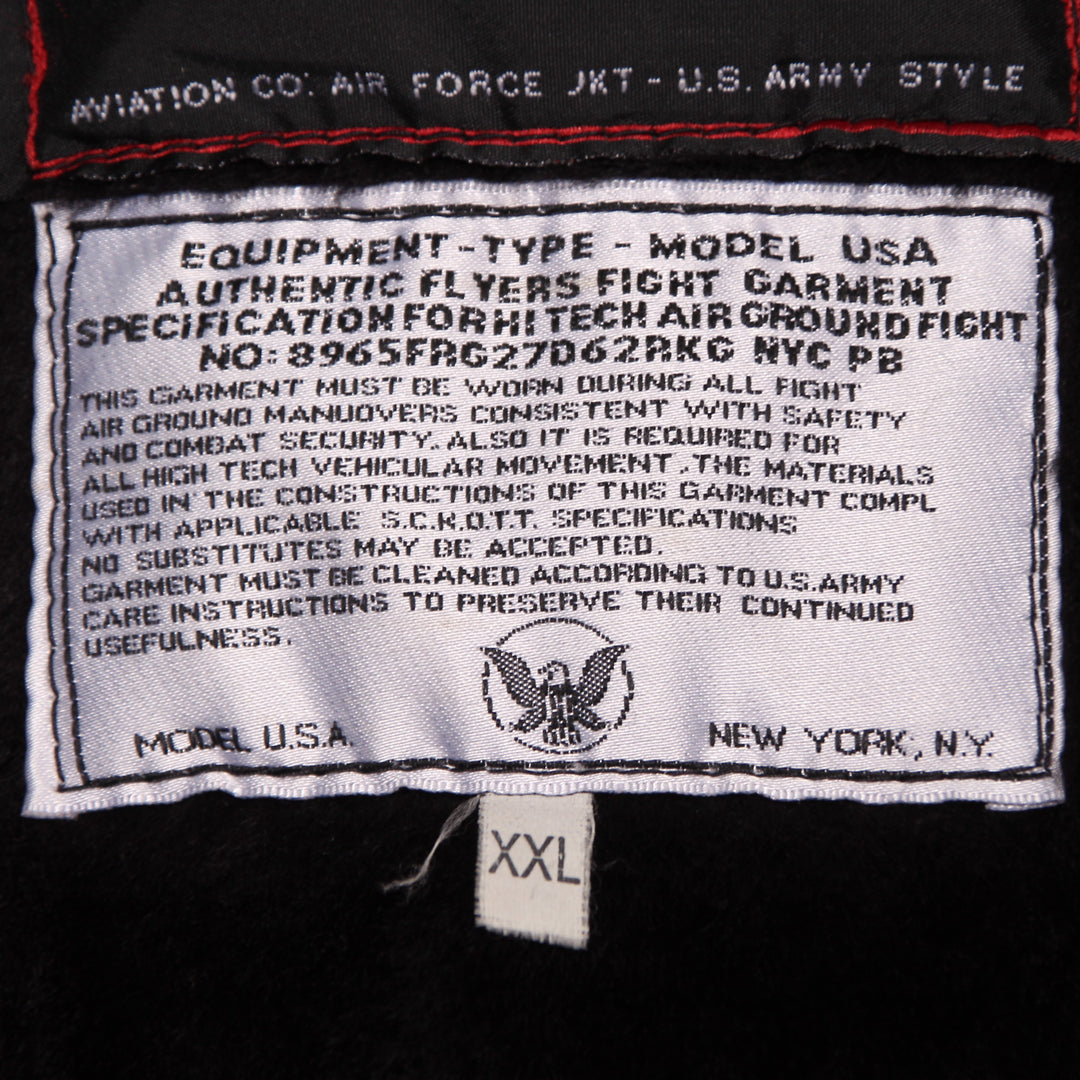 AVIATION CO. AIR FORCE JKT - U.S. ARMY STYLE
EQUIPMENT - TYPE - MODEL USA
AUTHENTIC FLYERS FIGHT GARMENT
SPECIFICATION FOR HI TECH AIR GROUND FIGHT
NO: 8965FRG27D62RKG NYC PB
THIS GARMENT MUST BE WORN DURING ALL FIGHT
AIR GROUND MANUOVERS CONSISTENT WITH SAFETY
AND COMBAT SECURITY. ALSO IT IS REQUIRED FOR
ALL HIGH TECH VEHICULAR MOVEMENT. THE MATERIALS
USED IN THE CONSTRUCTIONS OF THIS GARMENT COMPL
WITH APPLICABLE S.C.K.O.T.T. SPECIFICATIONS
NO SUBSTITUTES MAY BE ACCEPTED.
GARMENT MUST BE CLEANED ACCORDING TO U.S. ARMY
CARE INSTRUCTIONS TO PRESERVE THEIR CONTINUED
USEFULNESS.
MODEL U.S.A. NEW YORK, N.Y.
XXL